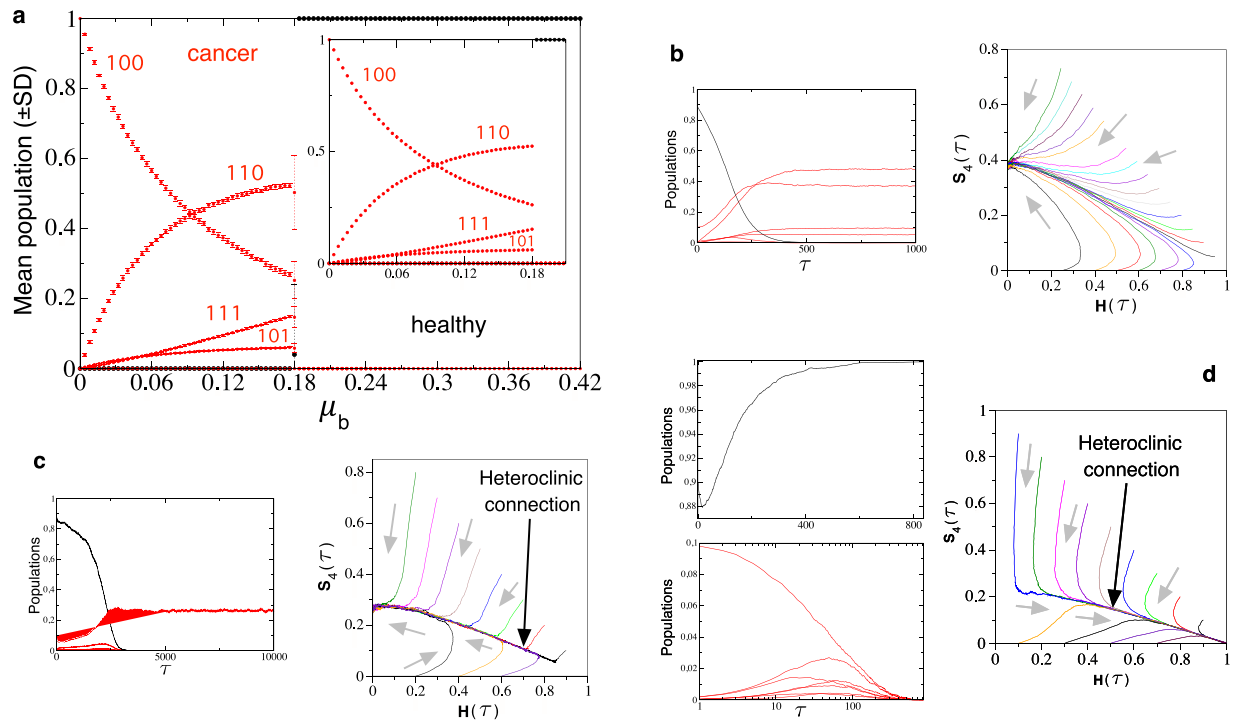 a
Mean population (±SD)
1
0.8
0.6
0.4
0.2
0
100
cancer
110
111
101
healthy
0 0.06 0.12 0.18 0.24 0.3 0.36 0.42
μb
1
0.5
0
100
110
111
101
0.06 0.12 0.18
b
Populations
1
0.8
0.6
0.4
0.2
0
0 500 1000
τ
S4(τ)
0.8
0.6
0.4
0.2
0
0 0.2 0.4 0.6 0.8 1
H(τ)
c
Populations
1
0.8
0.6
0.4
0.2
0
0 5000 10000
τ
S4(τ)
1
0.8
0.6
0.4
0.2
0
Heteroclinic
connection
0 0.2 0.4 0.6 0.8 1
H(τ)
d
Populations
1
0.98
0.96
0.94
0.92
0.9
0.88
0 400 800
Populations
0,1
0,08
0,06
0,04
0,02
0
1 10 100
τ
S4(τ)
1
0.8
0.6
0.4
0.2
0
Heteroclinic
connection
0 0.2 0.4 0.6 0.8 1
H(τ)